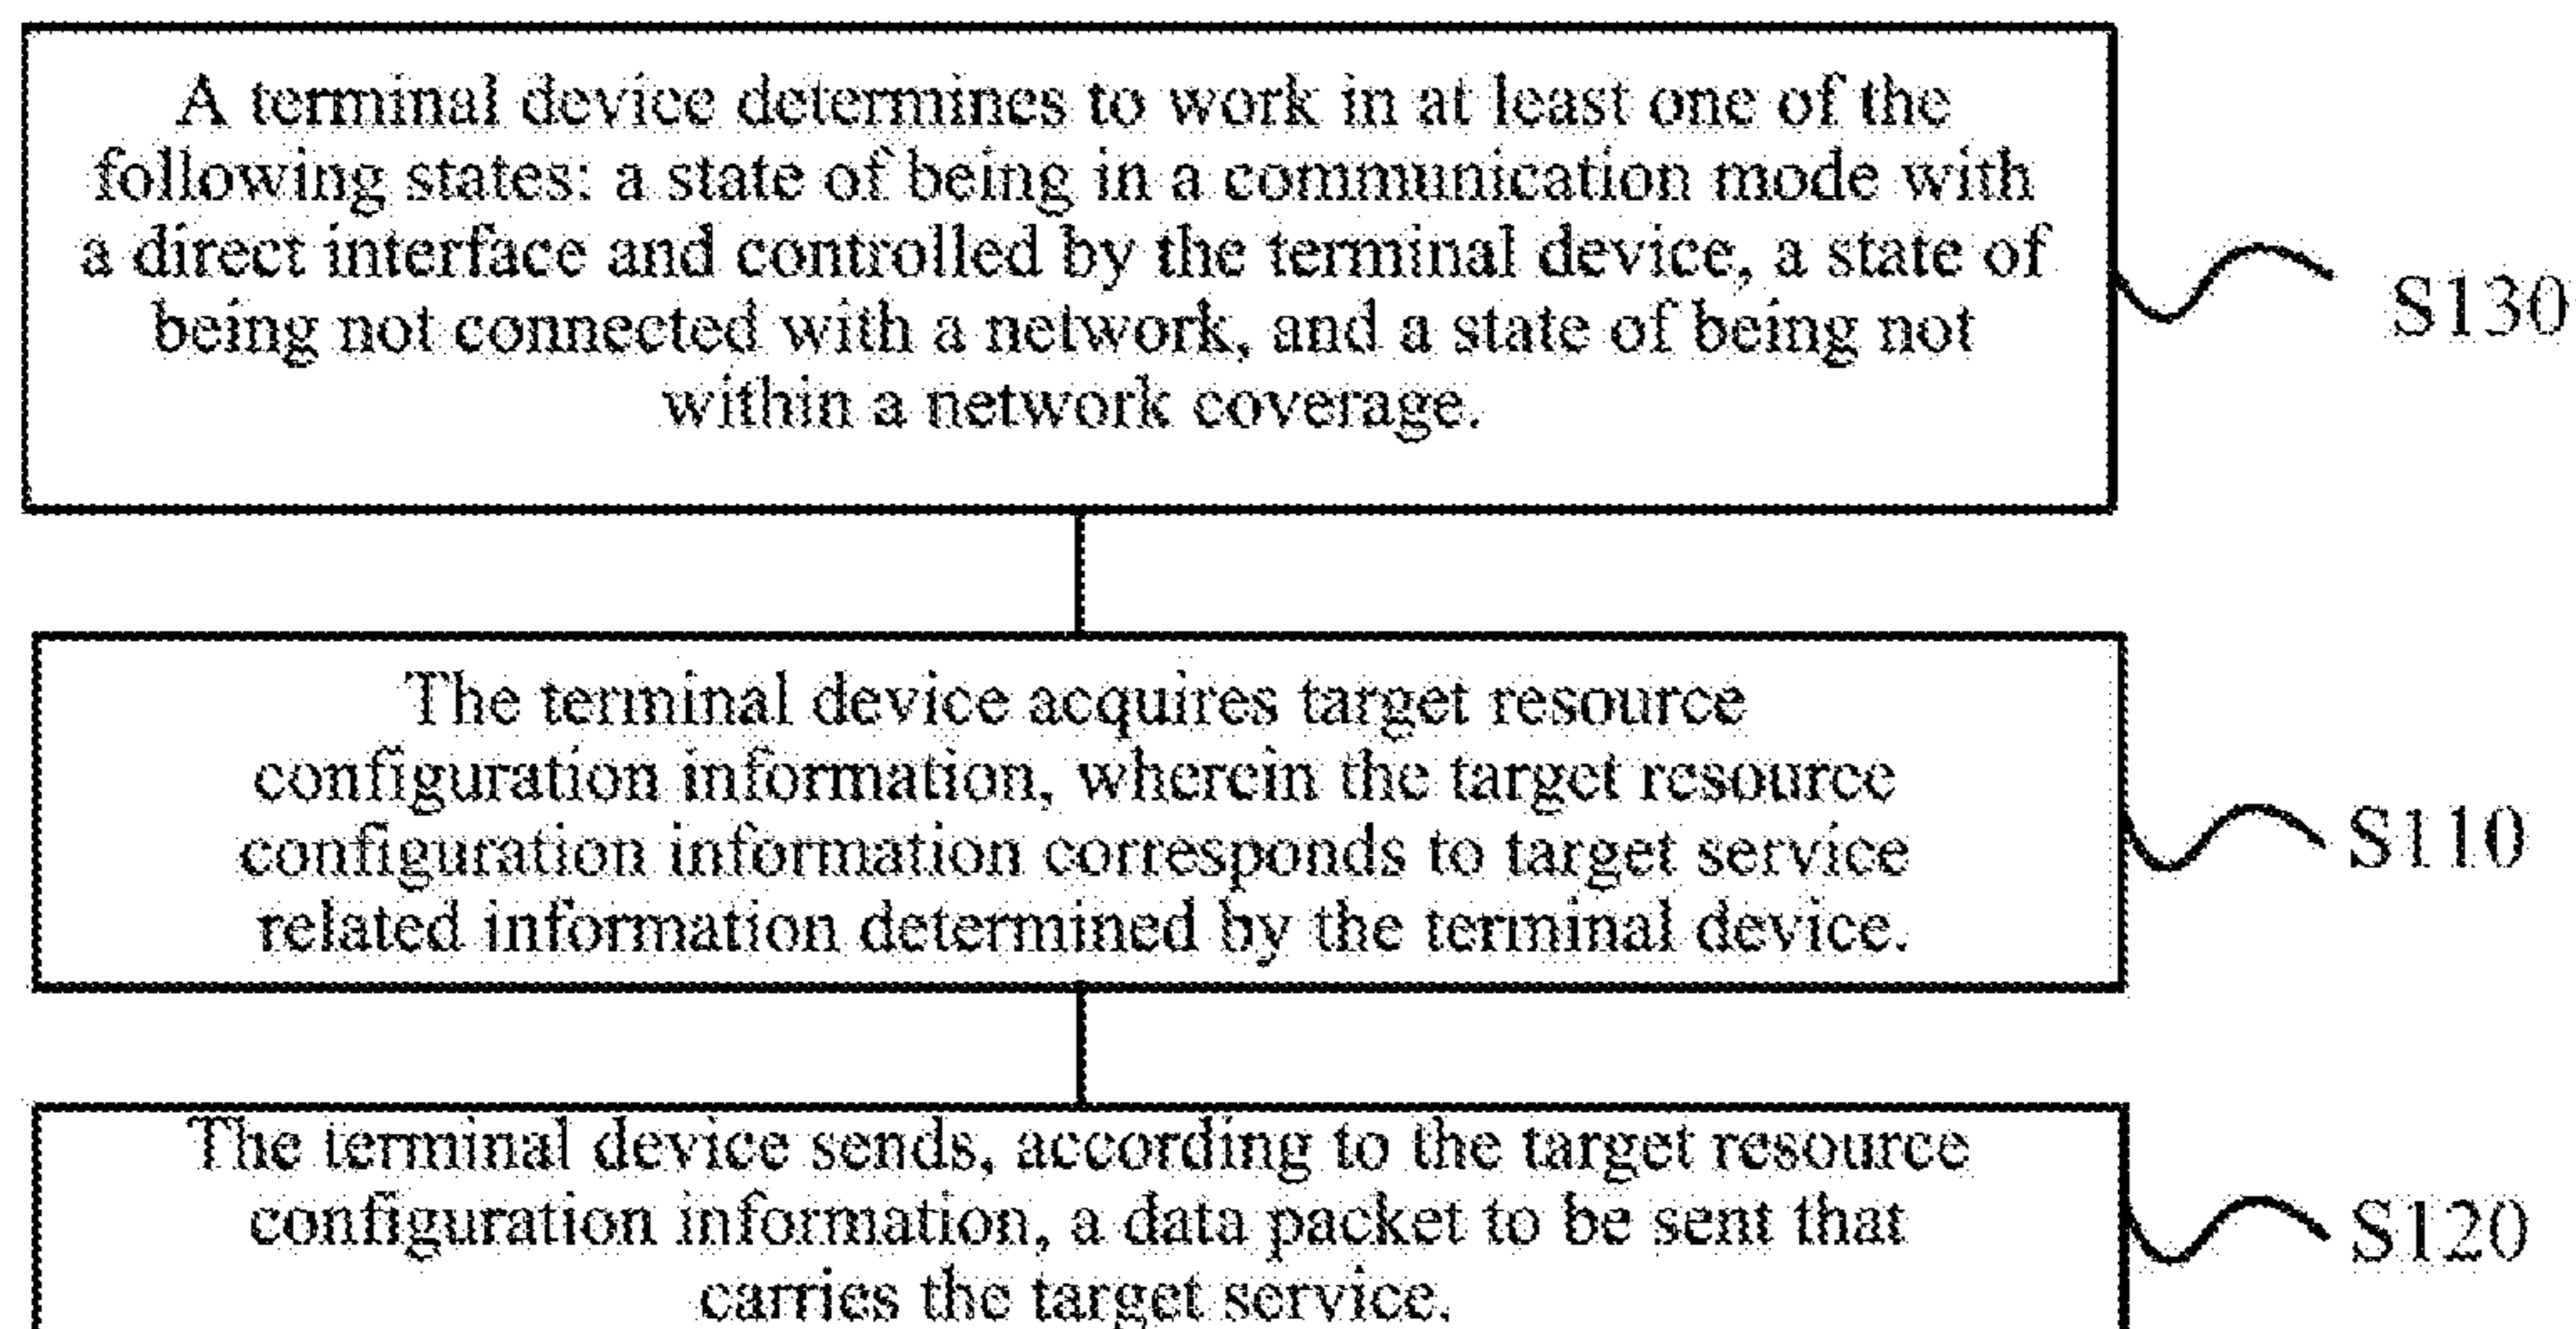 A terminal device determines to work in at least one of the
following states: a state of being in a communication mode with
a direct interface and controlled by the terminal device, a state of
being not connected with a network, and a state of being not
within a network coverage.
S130
The terminal device acquires target resource
configuration information, wherein the target resource
configuration information corresponds to target service
related information determined by the terminal device.
S110
The terminal device sends, according to the target resource
configuration information, a data packet to be sent that
carries the target service.
S120